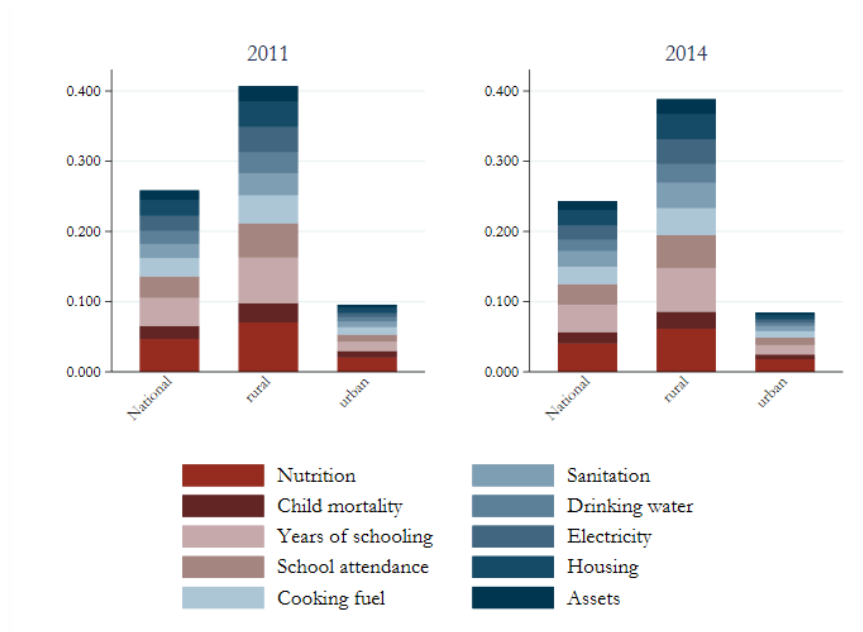 2011
0.400
0.300
0.200
0.100
0.000
National
rural
urban
2014
0.400
0.300
0.200
0.100
0.000
National
rural
urban
Nutrition
Child mortality
Years of schooling
School attendance
Cooking fuel
Sanitation
Drinking water
Electricity
Housing
Assets